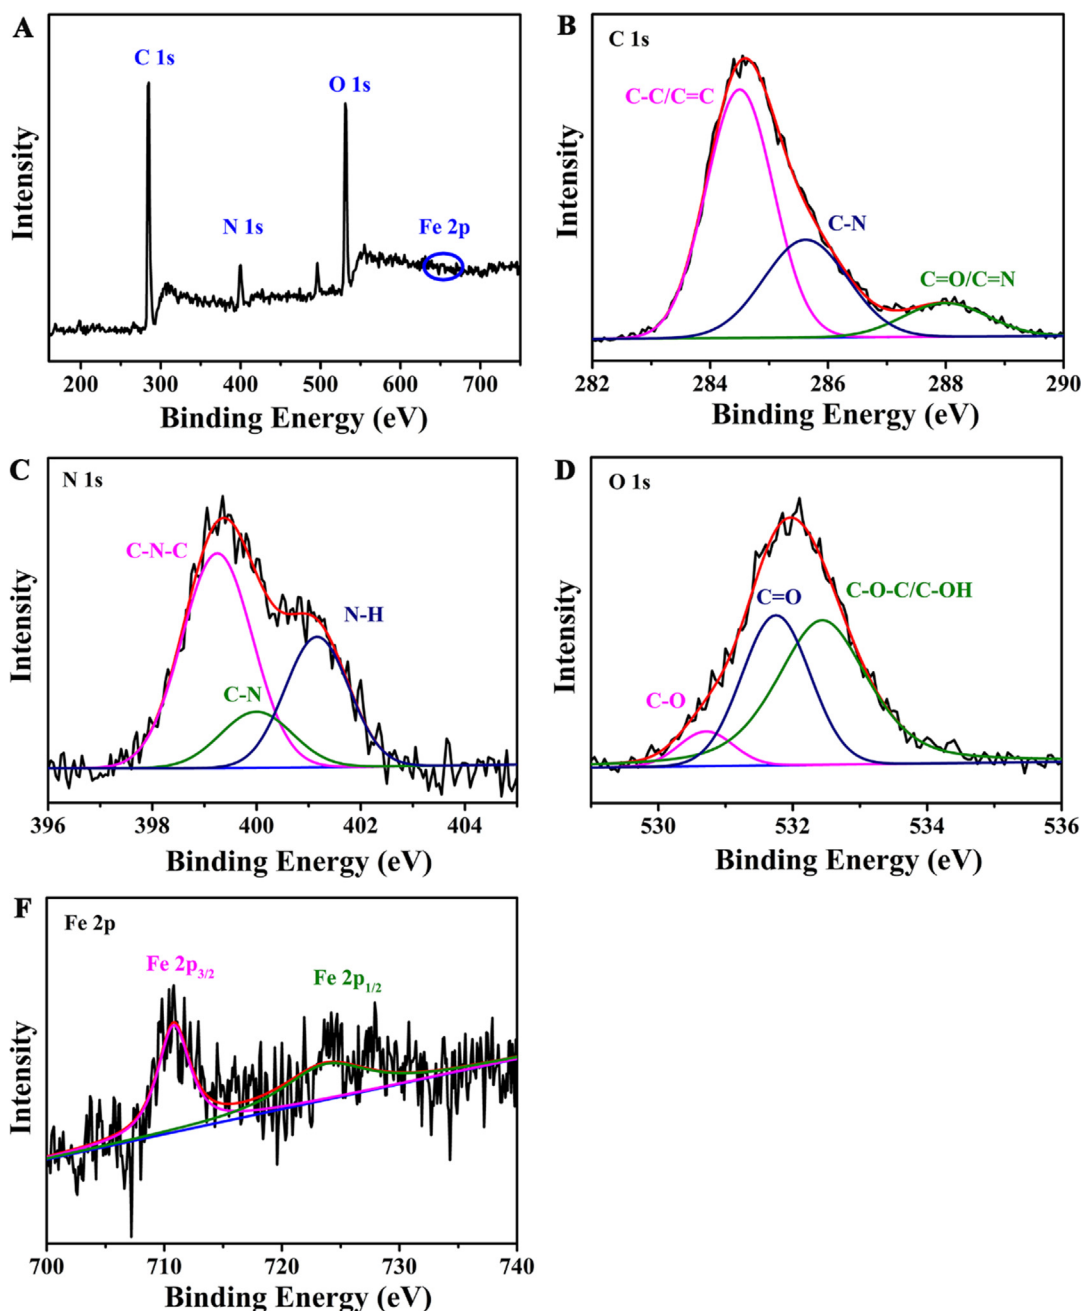 A
C 1s
O 1s
N 1s
Fe 2p
Intensity
200 300 400 500 600 700
Binding Energy (eV)
B
C 1s
C-C/C=C
C-N
C=O/C=N
Intensity
282 284 286 288 290
Binding Energy (eV)
C
N 1s
C-N-C
N-H
C-N
Intensity
396 398 400 402 404
Binding Energy (eV)
D
O 1s
C=O
C-O-C/C-OH
C-O
Intensity
530 532 534 536
Binding Energy (eV)
F
Fe 2p
Fe 2p3/2
Fe 2p1/2
Intensity
700 710 720 730 740
Binding Energy (eV)